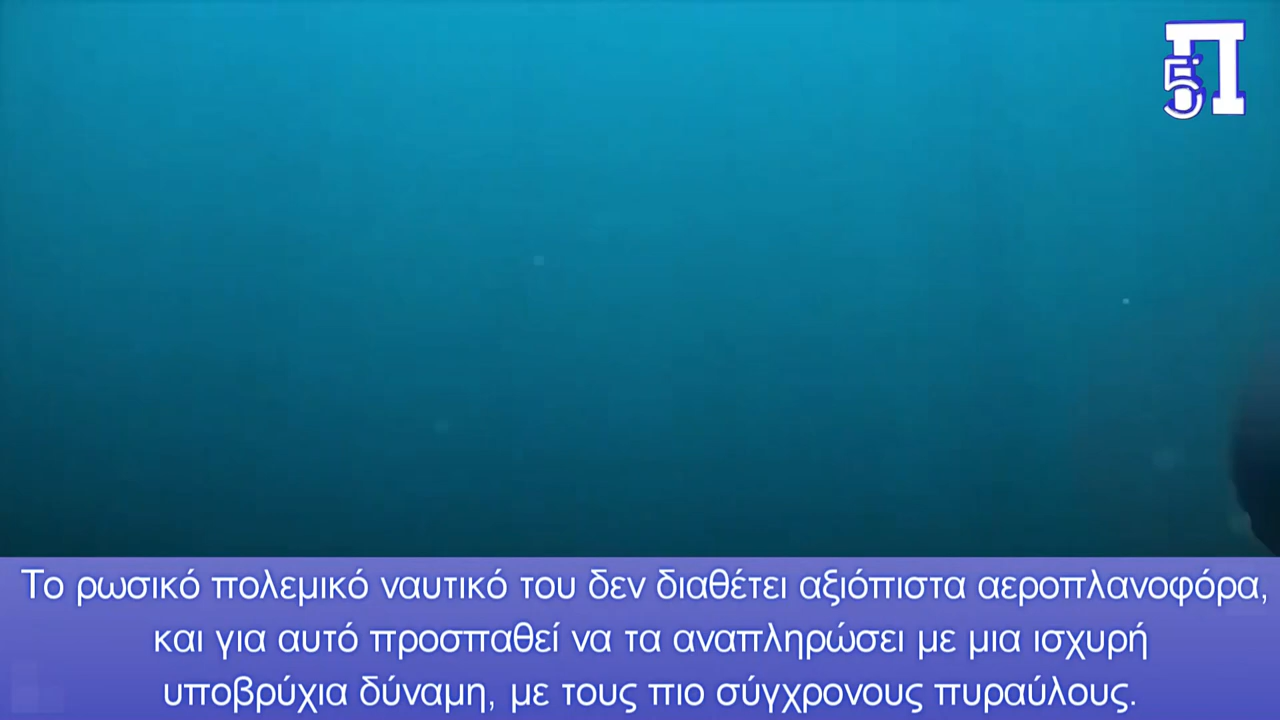 5'Π
Το ρωσικό πολεμικό ναυτικό του δεν διαθέτει αξιόπιστα αεροπλανοφόρα,
και για αυτό προσπαθεί να τα αναπληρώσει με μια ισχυρή
υποβρύχια δύναμη, με τους πιο σύγχρονους πυραύλους.